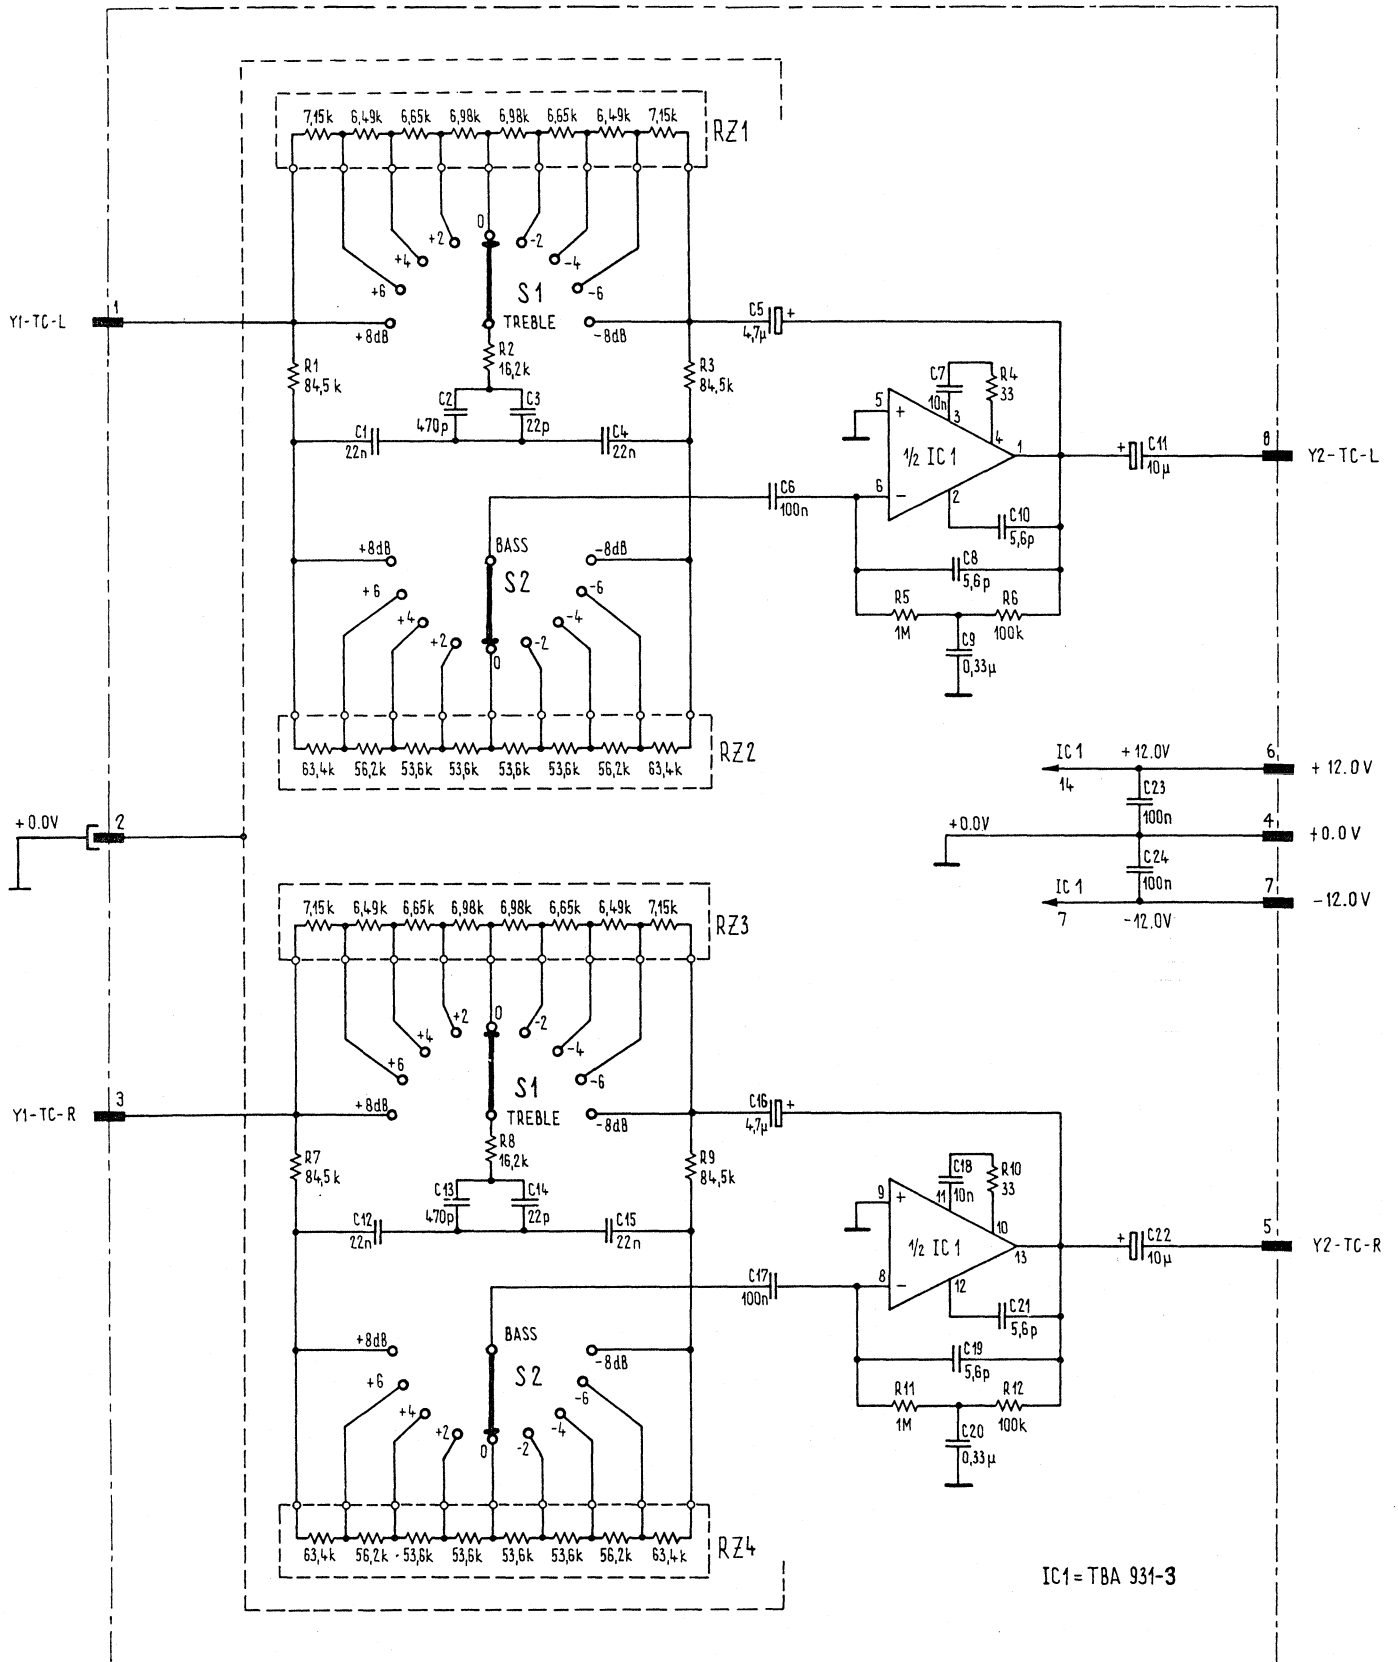 7,15k 6,49k 6,65k 6,98k 6,98k 6,65k 6,49k 7,15k
RZ1
0
+2 -2
+4 -4
+6 S1 -6
Y1-TC-L 1
+8dB TREBLE -8dB
C5 +
4,7µ
R1
84,5k
R2
16,2k
R3
84,5k
C2
470p
C3
22p
C1
22n
C4
22n
C7
10n
R4
33
5 + 3 4
1/2 IC1 1
6 - 2
+ C11
10µ
8 Y2-TC-L
C6
100n
C10
5,6p
C8
5,6p
R5
1M
R6
100k
C9
0,33µ
BASS
+8dB S2 -8dB
+6 -6
+4 -4
+2 -2
0
63,4k 56,2k 53,6k 53,6k 53,6k 53,6k 56,2k 63,4k
RZ2
IC1 +12.0V 6 +12.0V
14
C23
100n
+0.0V 2
+0.0V 4 +0.0V
C24
100n
IC1 7 -12.0V
7 -12.0V
7,15k 6,49k 6,65k 6,98k 6,98k 6,65k 6,49k 7,15k
RZ3
0
+2 -2
+4 -4
+6 S1 -6
Y1-TC-R 3
+8dB TREBLE -8dB
C16 +
4,7µ
R7
84,5k
R8
16,2k
R9
84,5k
C13
470p
C14
22p
C12
22n
C15
22n
C18
10n
R10
33
9 + 11 10
1/2 IC1 13
8 - 12
+ C22
10µ
5 Y2-TC-R
C17
100n
C21
5,6p
C19
5,6p
R11
1M
R12
100k
C20
0,33µ
BASS
+8dB S2 -8dB
+6 -6
+4 -4
+2 -2
0
63,4k 56,2k 53,6k 53,6k 53,6k 53,6k 56,2k 63,4k
RZ4
IC1=TBA 931-3